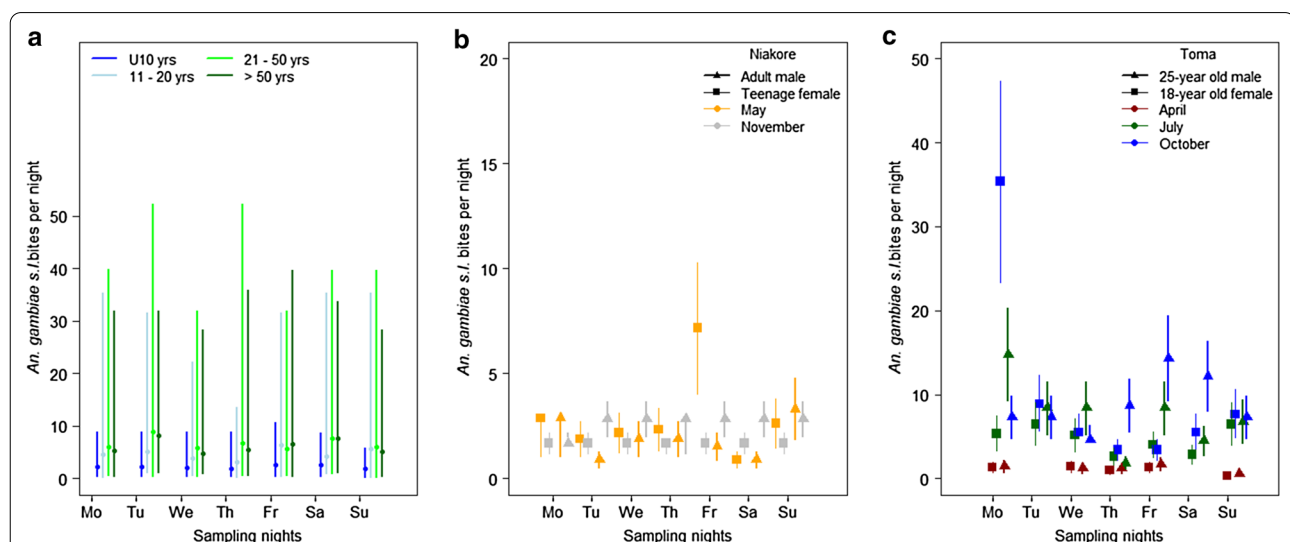 a
U10 yrs
11 - 20 yrs
21 - 50 yrs
> 50 yrs
An. gambiae s.l.bites per night
50
40
30
20
10
0
Mo Tu We Th Fr Sa Su
Sampling nights
b
Niakore
Adult male
Teenage female
May
November
An. gambiae s.l. bites per night
20
15
10
5
0
Mo Tu We Th Fr Sa Su
Sampling nights
c
Toma
25-year old male
18-year old female
April
July
October
An. gambiae s.l.bites per night
50
40
30
20
10
0
Mo Tu We Th Fr Sa Su
Sampling nights